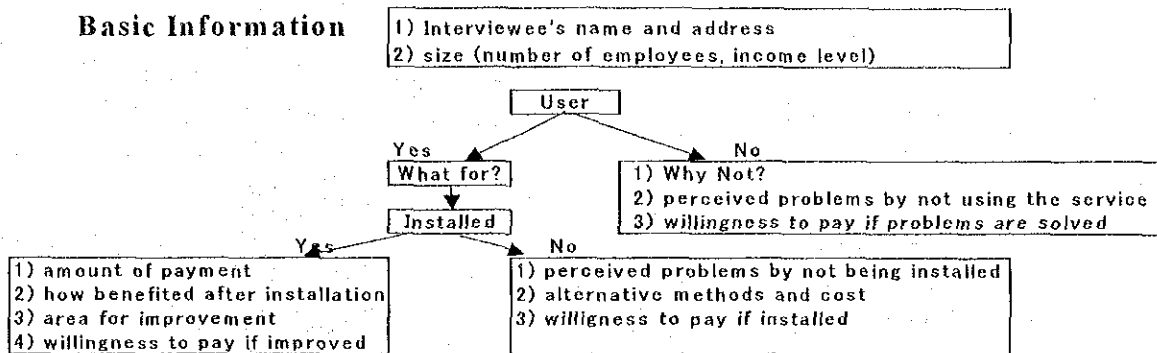 Basic Information
1) Interviewee's name and address
2) size (number of employees, income level)
User
Yes
No
What for?
1) Why Not?
2) perceived problems by not using the service
3) willingness to pay if problems are solved
Installed
Yes
No
1) amount of payment
2) how benefited after installation
3) area for improvement
4) willingness to pay if improved
1) perceived problems by not being installed
2) alternative methods and cost
3) willigness to pay if installed